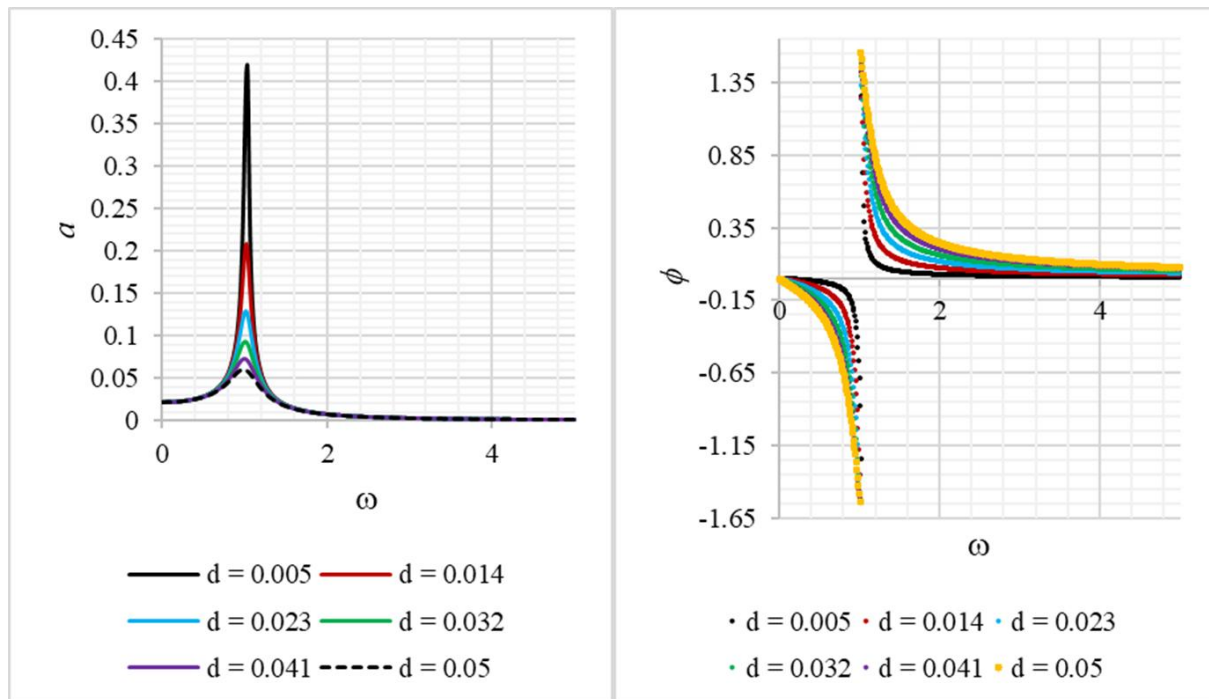 0.45
0.4
0.35
0.3
0.25
0.2
0.15
0.1
0.05
0
a
0 2 4
ω
d = 0.005 d = 0.014
d = 0.023 d = 0.032
d = 0.041 d = 0.05
1.35
0.85
0.35
-0.15
-0.65
-1.15
-1.65
ϕ
0 2 4
ω
d = 0.005 d = 0.014 d = 0.023
d = 0.032 d = 0.041 d = 0.05